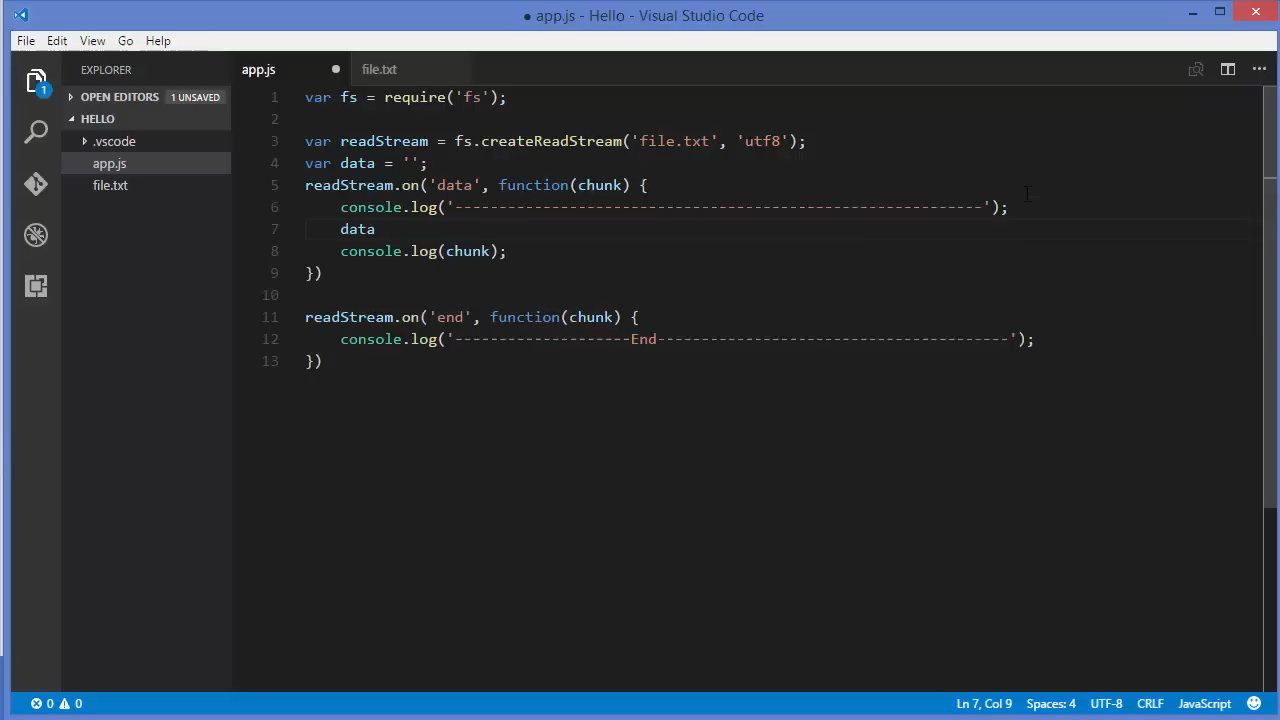 ● app.js - Hello - Visual Studio Code
File Edit View Go Help
EXPLORER
app.js
file.txt
OPEN EDITORS 1 UNSAVED
HELLO
.vscode
app.js
file.txt
1
1 var fs = require('fs');
2
3 var readStream = fs.createReadStream('file.txt', 'utf8');
4 var data = '';
5 readStream.on('data', function(chunk) {
6 console.log('------------------------------------------------------------');
7 data
8 console.log(chunk);
9 })
10
11 readStream.on('end', function(chunk) {
12 console.log('--------------------End----------------------------------------');
13 })
0 0 Ln 7, Col 9 Spaces: 4 UTF-8 CRLF JavaScript